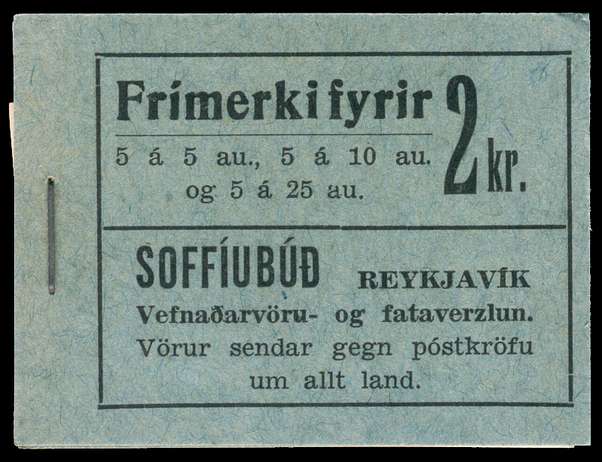 Frímerki fyrir 2 kr.
5 á 5 au., 5 á 10 au.
og 5 á 25 au.
SOFFÍUBÚÐ REYKJAVÍK
Vefnaðarvöru- og fataverzlun.
Vörur sendar gegn póstkröfu
um allt land.